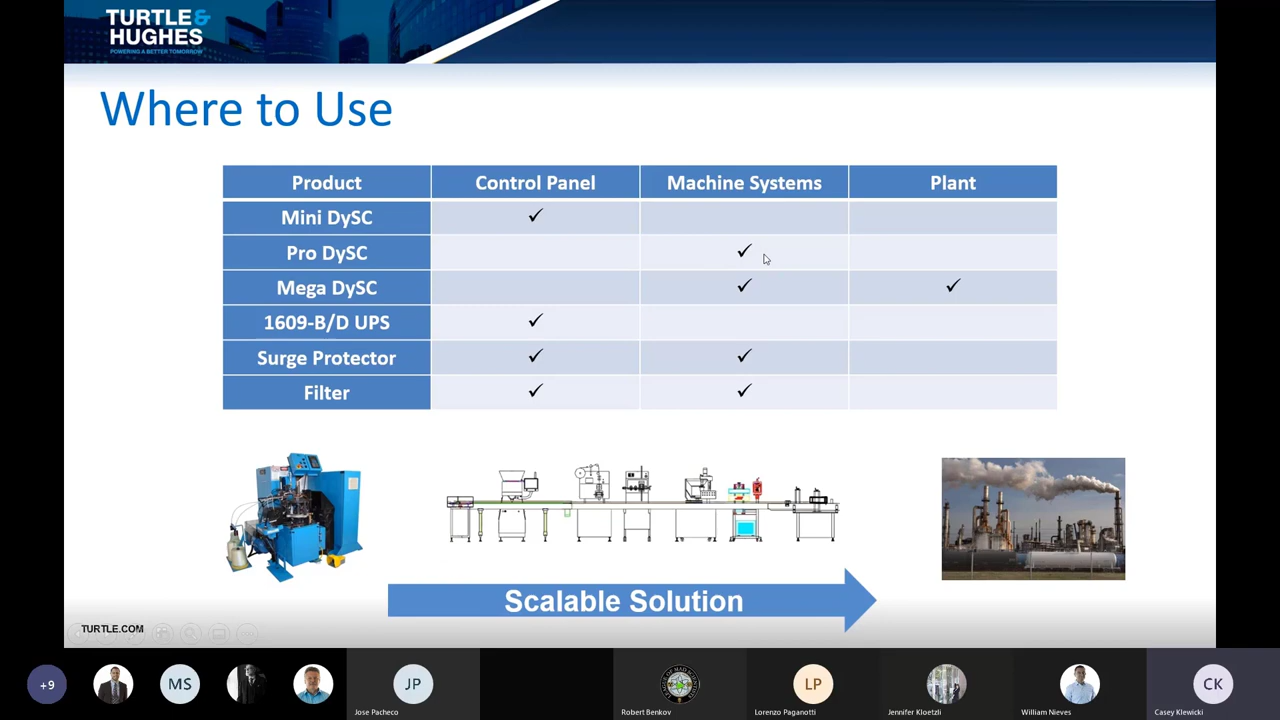 TURTLE &
HUGHES
POWERING A BETTER TOMORROW
Where to Use
Product Control Panel Machine Systems Plant
Mini DySC ✓
Pro DySC ✓
Mega DySC ✓ ✓
1609-B/D UPS ✓
Surge Protector ✓ ✓
Filter ✓ ✓
Scalable Solution
TURTLE.COM
+9 MS JP LP CK
Jose Pacheco Robert Benkov Lorenzo Paganotti Jennifer Kloetzli William Nieves Casey Klewicki